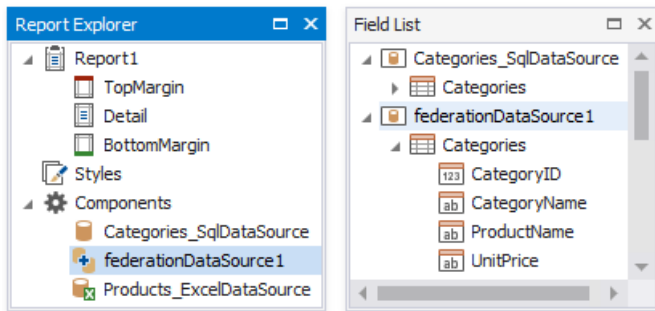 Report Explorer
Report1
TopMargin
Detail
BottomMargin
Styles
Components
Categories_SqlDataSource
federationDataSource1
Products_ExcelDataSource
Field List
Categories_SqlDataSource
Categories
federationDataSource1
Categories
123 CategoryID
ab CategoryName
ab ProductName
ab UnitPrice